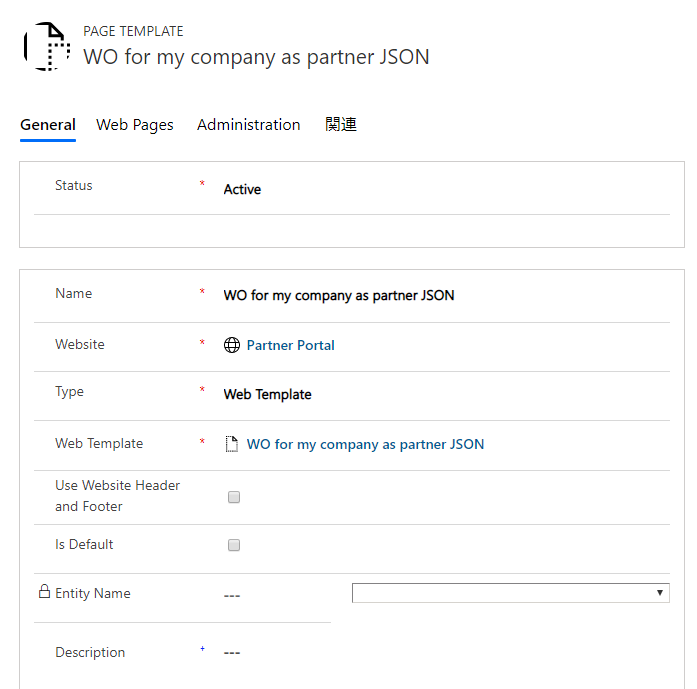 PAGE TEMPLATE
WO for my company as partner JSON
General Web Pages Administration 関連
Status * Active
Name * WO for my company as partner JSON
Website * Partner Portal
Type * Web Template
Web Template * WO for my company as partner JSON
Use Website Header
and Footer
Is Default
Entity Name ---
Description + ---